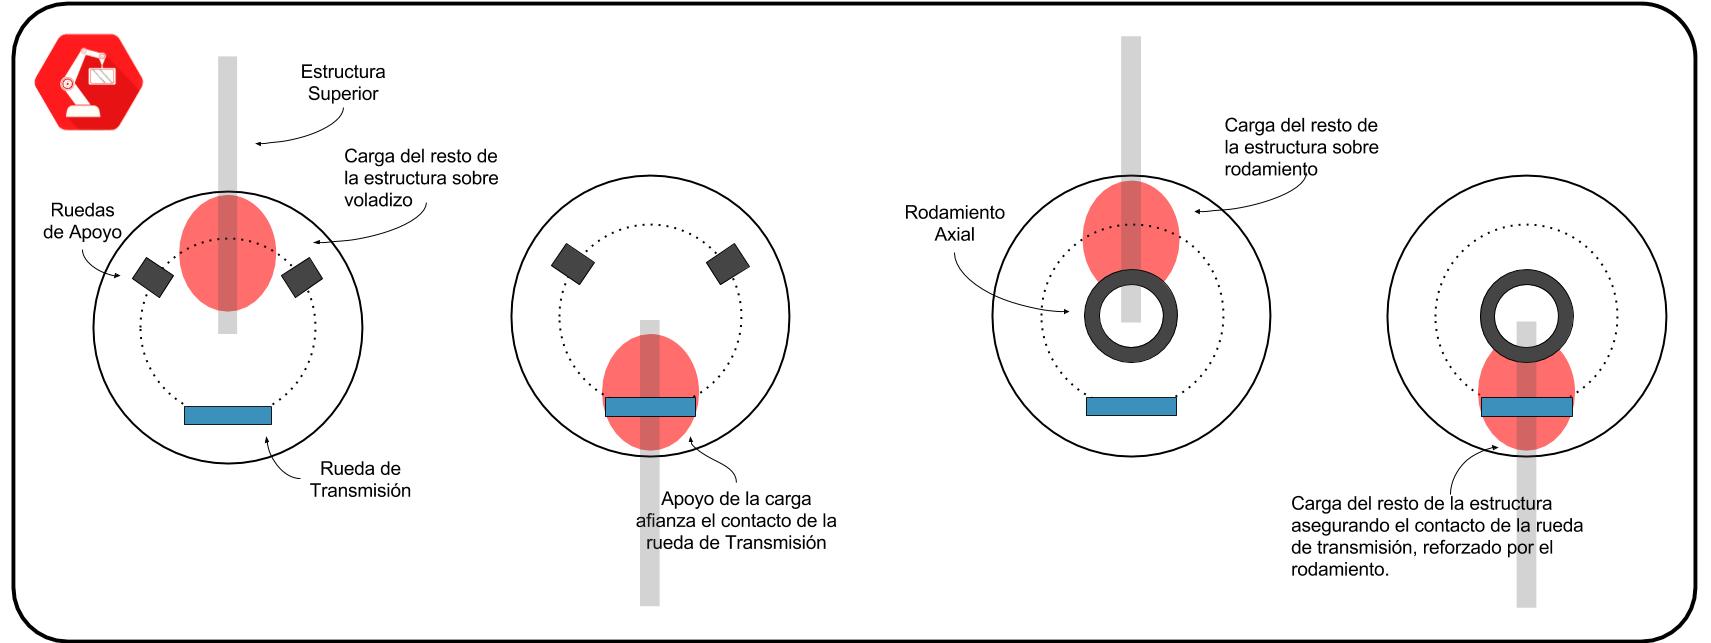 Estructura
Superior
Carga del resto de
la estructura sobre
voladizo
Ruedas
de Apoyo
Rueda de
Transmisión
Apoyo de la carga
afianza el contacto de la
rueda de Transmisión
Carga del resto de
la estructura sobre
rodamiento
Rodamiento
Axial
Carga del resto de la estructura
asegurando el contacto de la rueda
de transmisión, reforzado por el
rodamiento.